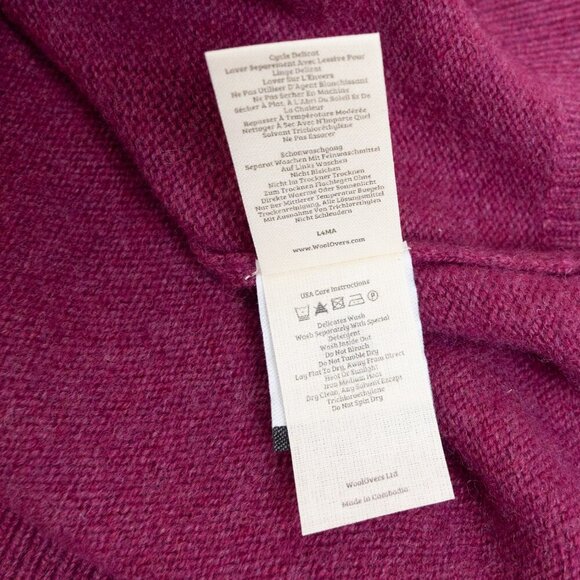 Cycle Delicat
Laver Separement Avec Lessive Pour
Linge Delicat
Laver Sur L'Envers
Ne Pas Utiliser D'Agent Blanchissant
Ne Pas Secher En Machine
Sécher À Plat, À L'Abri Du Soleil Et De
La Chaleur
Repasser À Température Modérée
Nettoyer À Sec Avec N'Importe Quel
Solvant Trichloréthylène
Ne Pas Essorer
Schonwaschgang
Separat Waschen Mit Feinwaschmittel
Auf Links Waschen
Nicht Bleichen
Nicht Im Trockner Trocknen
Zum Trocknen Flachlegen Ohne
Direkte Waerme Oder Sonnenlicht
Nur Bei Mittlerer Temperatur Buegeln
Trockenreinigung, Alle Lösungsmittel
Mit Ausnahme Von Trichlorethylen
Nicht Schleudern
L4MA
www.WoolOvers.com
USA Care Instructions
P
Delicates Wash
Wash Separately With Special
Detergent
Wash Inside Out
Do Not Bleach
Do Not Tumble Dry
Lay Flat To Dry, Away From Direct
Heat Or Sunlight
Iron Medium Heat
Dry Clean, Any Solvent Except
Trichloroethylene
Do Not Spin Dry
WoolOvers Ltd
Made in Cambodia